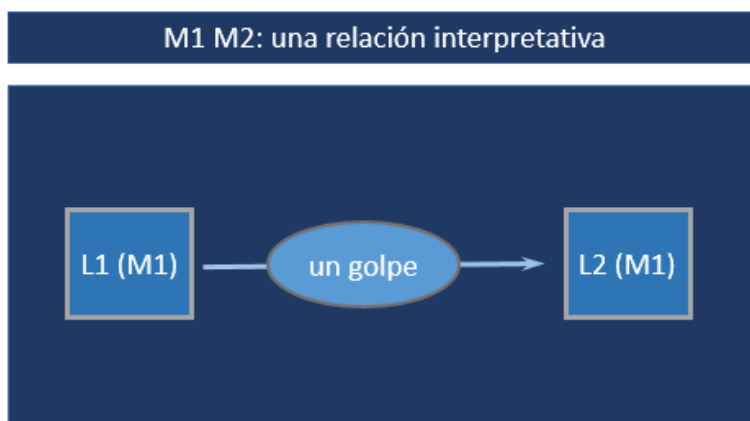 M1 M2: una relación interpretativa
L1 (M1)
un golpe
L2 (M1)